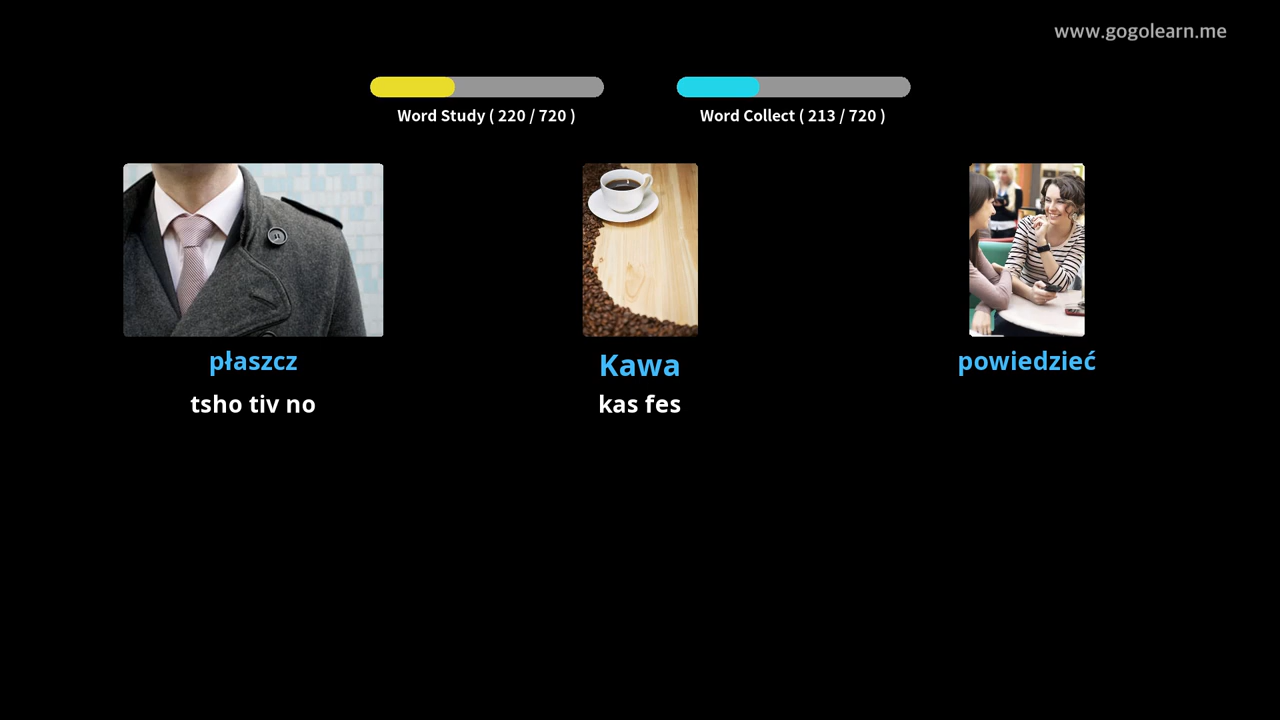 www.gogolearn.me
Word Study ( 220 / 720 )
Word Collect ( 213 / 720 )
płaszcz
Kawa
powiedzieć
tsho tiv no
kas fes